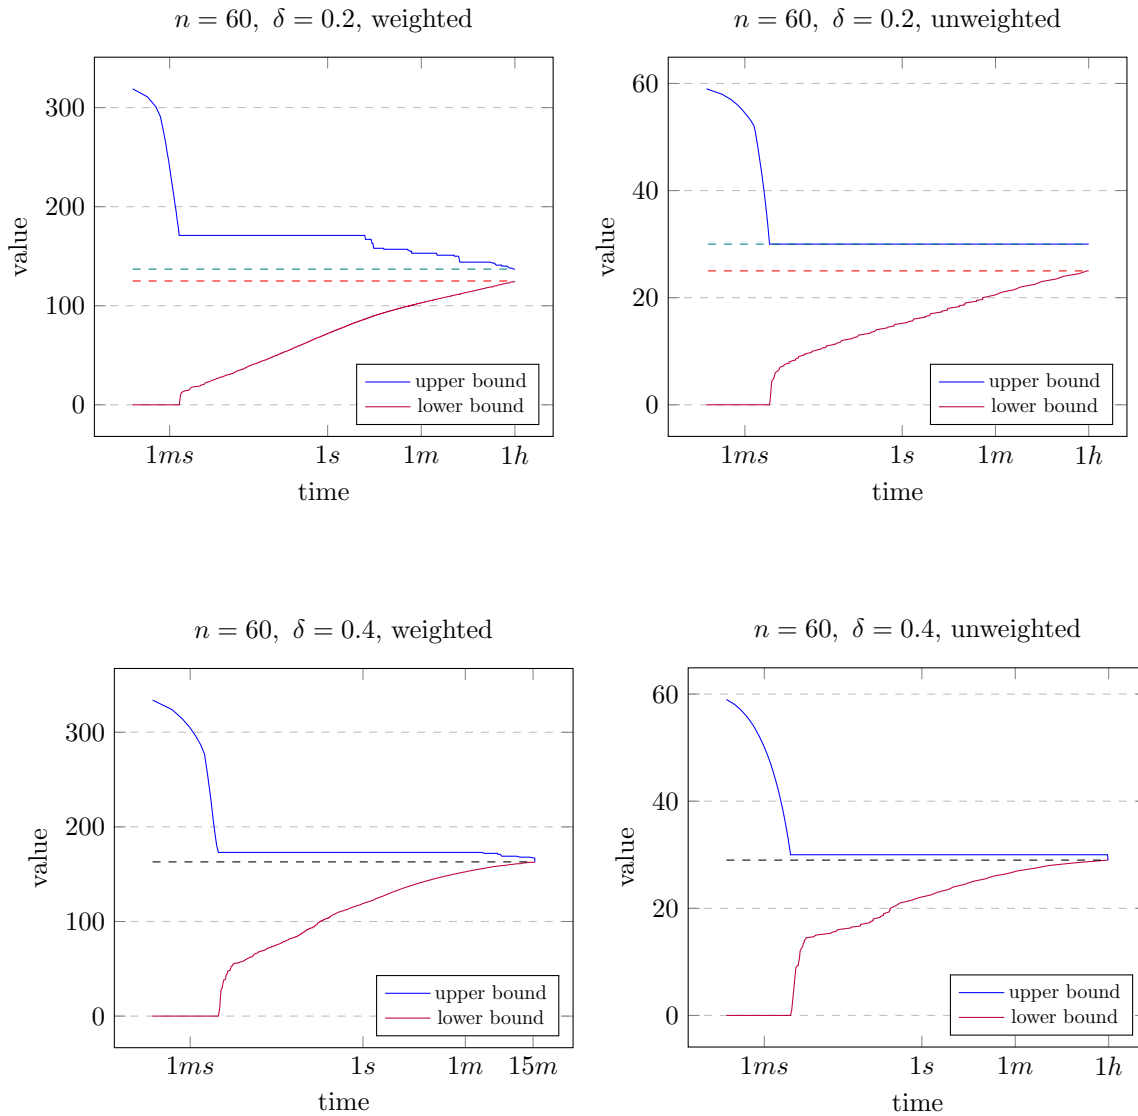 n = 60, δ = 0.2, weighted
value
300
200
100
0
upper bound
lower bound
1ms 1s 1m 1h
time
n = 60, δ = 0.2, unweighted
value
60
40
20
0
upper bound
lower bound
1ms 1s 1m 1h
time
n = 60, δ = 0.4, weighted
value
300
200
100
0
upper bound
lower bound
1ms 1s 1m 15m
time
n = 60, δ = 0.4, unweighted
value
60
40
20
0
upper bound
lower bound
1ms 1s 1m 1h
time